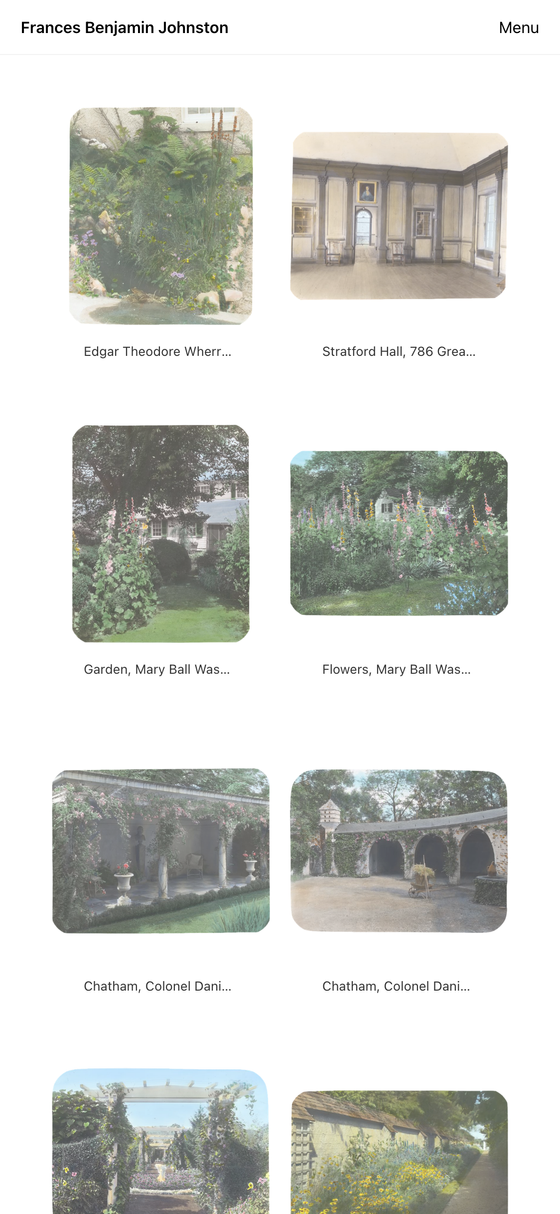 Frances Benjamin Johnston
Menu
Edgar Theodore Wherr...
Stratford Hall, 786 Grea...
Garden, Mary Ball Was...
Flowers, Mary Ball Was...
Chatham, Colonel Dani...
Chatham, Colonel Dani...